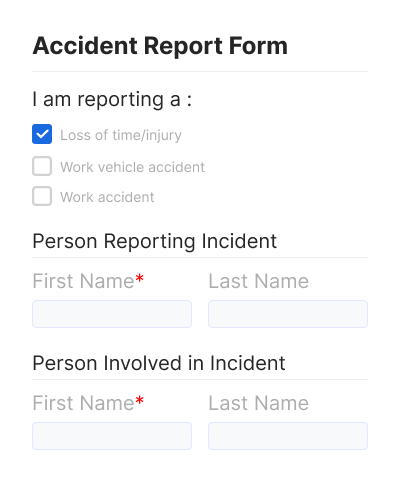 Accident Report Form
I am reporting a :
Loss of time/injury
Work vehicle accident
Work accident
Person Reporting Incident
First Name* Last Name
Person Involved in Incident
First Name* Last Name